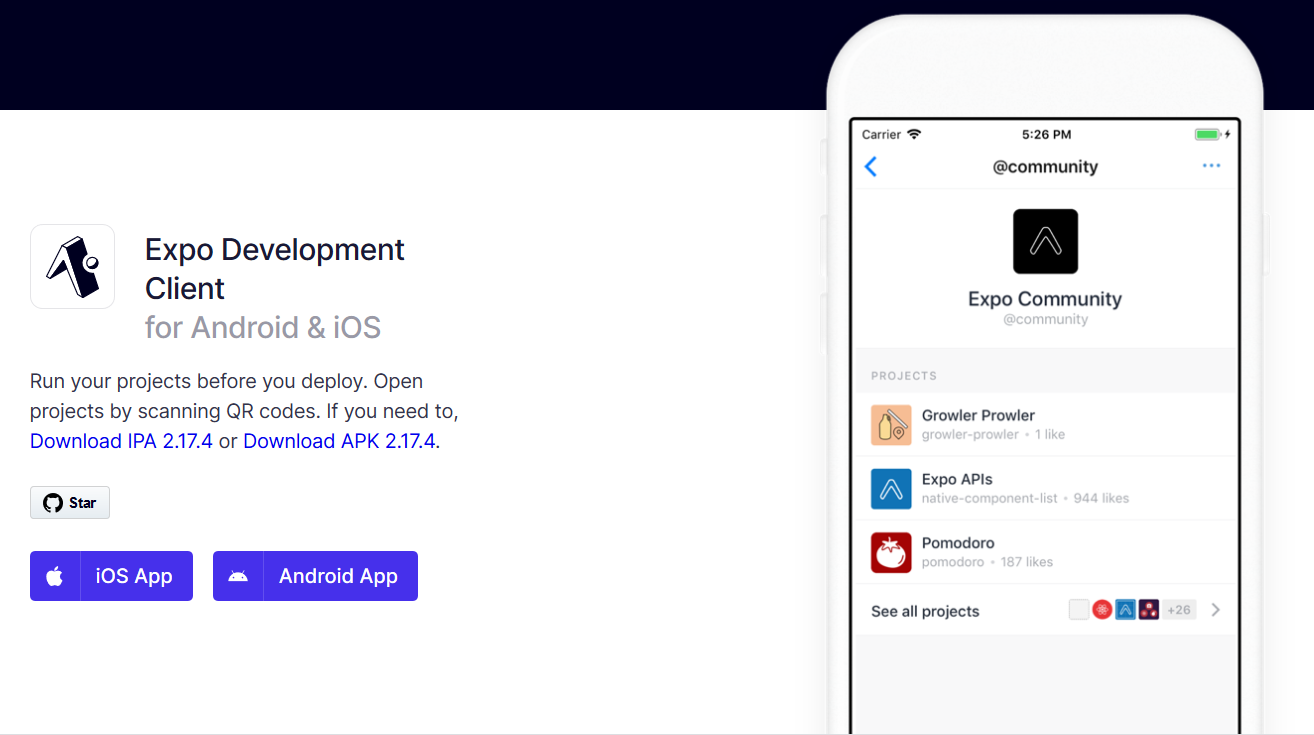 Expo Development
Client
for Android & iOS
Run your projects before you deploy. Open
projects by scanning QR codes. If you need to,
Download IPA 2.17.4 or Download APK 2.17.4.
Star
iOS App
Android App
Carrier 5:26 PM
@community
Expo Community
@community
PROJECTS
Growler Prowler
growler-prowler • 1 like
Expo APIs
native-component-list • 944 likes
Pomodoro
pomodoro • 187 likes
See all projects +26